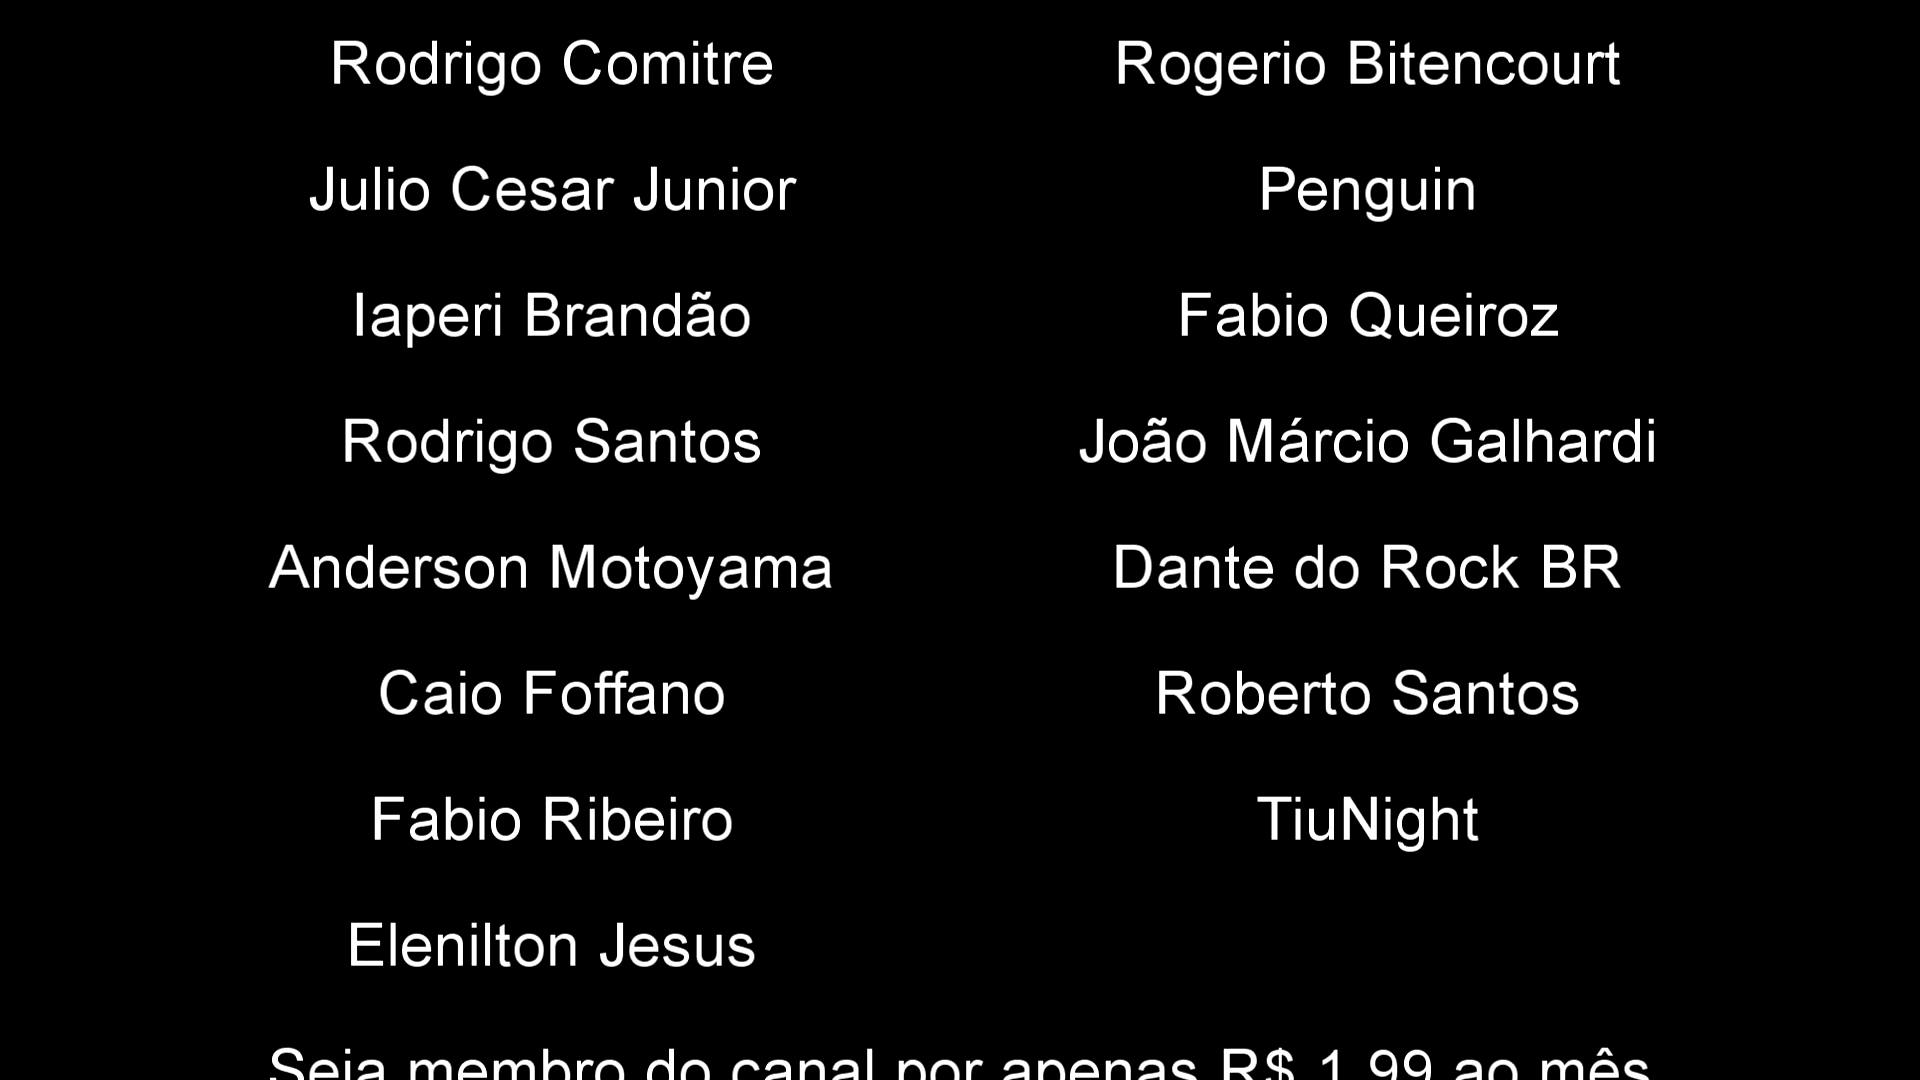 Rodrigo Comitre
Rogerio Bitencourt
Julio Cesar Junior
Penguin
Iaperi Brandão
Fabio Queiroz
Rodrigo Santos
João Márcio Galhardi
Anderson Motoyama
Dante do Rock BR
Caio Foffano
Roberto Santos
Fabio Ribeiro
TiuNight
Elenilton Jesus
Seja membro do canal por apenas R$ 1,99 ao mês